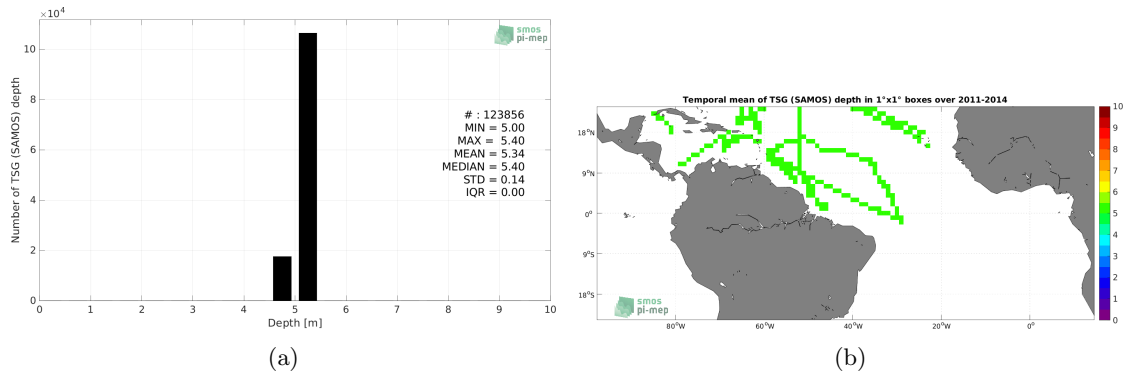 ×10⁴
10
8
6
4
2
0
Number of TSG (SAMOS) depth
smos
pi-mep
# : 123856
MIN = 5.00
MAX = 5.40
MEAN = 5.34
MEDIAN = 5.40
STD = 0.14
IQR = 0.00
0 1 2 3 4 5 6 7 8 9 10
Depth [m]
(a)
Temporal mean of TSG (SAMOS) depth in 1°x1° boxes over 2011-2014
18°N
9°N
0°
9°S
18°S
smos
pi-mep
80°W 60°W 40°W 20°W 0°
10
9
8
7
6
5
4
3
2
1
0
(b)